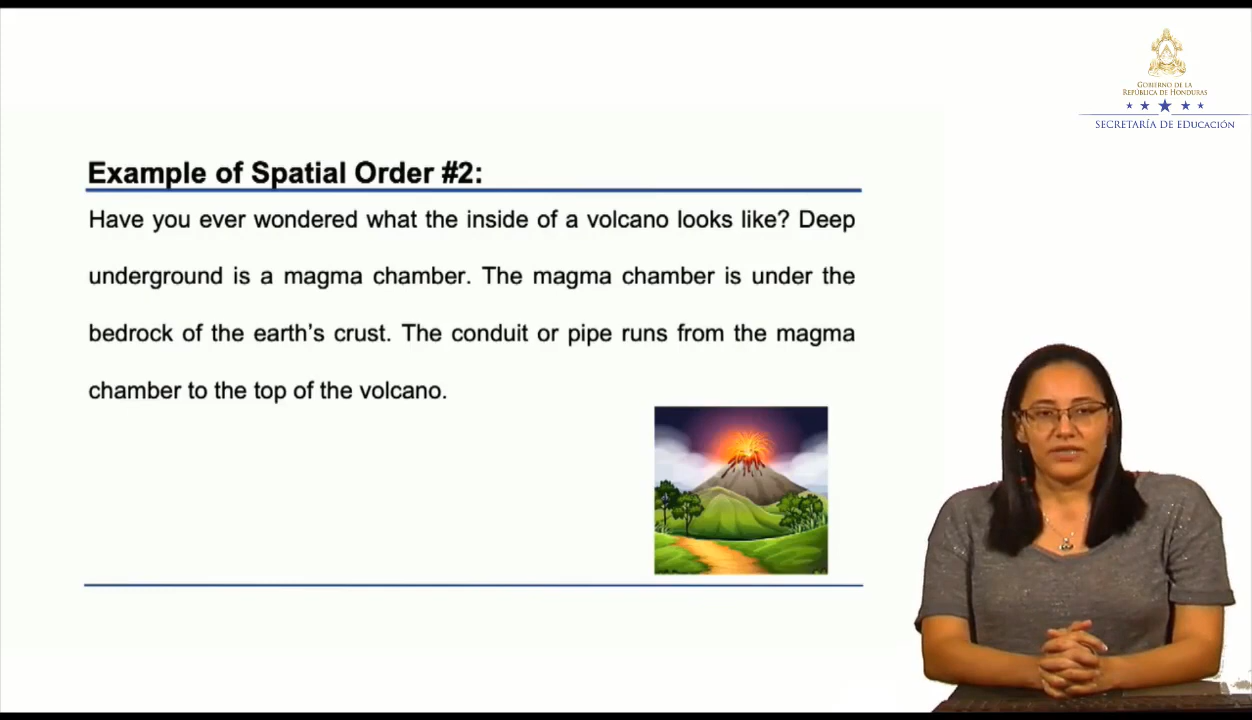 GOBIERNO DE LA
REPÚBLICA DE HONDURAS
SECRETARÍA DE EDUCACIÓN
Example of Spatial Order #2:
Have you ever wondered what the inside of a volcano looks like? Deep
underground is a magma chamber. The magma chamber is under the
bedrock of the earth's crust. The conduit or pipe runs from the magma
chamber to the top of the volcano.